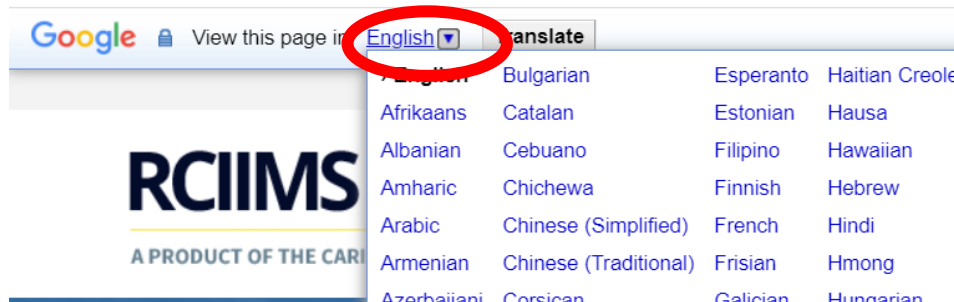 Google View this page in English Translate
English Bulgarian Esperanto Haitian Creole
Afrikaans Catalan Estonian Hausa
Albanian Cebuano Filipino Hawaiian
Amharic Chichewa Finnish Hebrew
Arabic Chinese (Simplified) French Hindi
Armenian Chinese (Traditional) Frisian Hmong
Azerbaijani Corsican Galician Hungarian
RCIIMS
A PRODUCT OF THE CARI